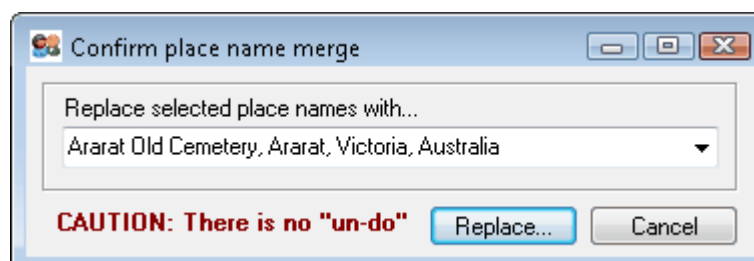 Confirm place name merge
Replace selected place names with...
Ararat Old Cemetery, Ararat, Victoria, Australia
CAUTION: There is no "un-do" Replace... Cancel